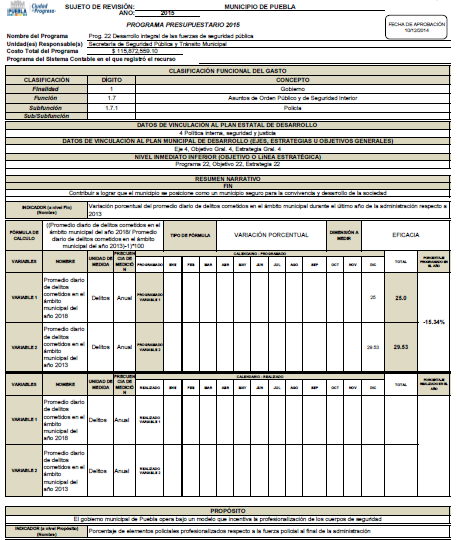 PUEBLA
Ciudad de Progreso
SUJETO DE REVISIÓN: MUNICIPIO DE PUEBLA
AÑO: 2015
PROGRAMA PRESUPUESTARIO 2015
FECHA DE APROBACIÓN
10/12/2014
Nombre del Programa Prog. 22 Desarrollo Integral de las fuerzas de seguridad pública
Unidad(es) Responsable(s) Secretaría de Seguridad Pública y Tránsito Municipal
Costo Total del Programa $ 115,872,559.10
Programa del Sistema Contable en el que registró el recurso
CLASIFICACIÓN FUNCIONAL DEL GASTO
CLASIFICACIÓN DÍGITO CONCEPTO
Finalidad 1 Gobierno
Función 1.7 Asuntos de Orden Público y de Seguridad Interior
Subfunción 1.7.1 Policía
Sub/Subfunción
DATOS DE VINCULACIÓN AL PLAN ESTATAL DE DESARROLLO
4 Política interna, seguridad y justicia
DATOS DE VINCULACIÓN AL PLAN MUNICIPAL DE DESARROLLO (EJES, ESTRATEGIAS U OBJETIVOS GENERALES)
Eje 4, Objetivo Gral. 4, Estrategia Gral. 4
NIVEL INMEDIATO INFERIOR (OBJETIVO O LÍNEA ESTRATÉGICA)
Programa 22, Objetivo 22, Estrategia 22
RESUMEN NARRATIVO
FIN
Contribuir a lograr que el municipio se posicione como un municipio seguro para la convivencia y desarrollo de la sociedad
INDICADOR (a nivel Fin) (Nombre) Variación porcentual del promedio diario de delitos cometidos en el ámbito municipal durante el último año de la administración respecto a
2013
FÓRMULA DE CÁLCULO ((Promedio diario de delitos cometidos en el ámbito municipal del año 2018/ Promedio diario de delitos cometidos en el ámbito municipal del año 2013)-1)*100 TIPO DE FÓRMULA VARIACIÓN PORCENTUAL DIMENSIÓN A MEDIR EFICACIA
VARIABLES NOMBRE UNIDAD DE MEDIDA FRECUENCIA DE MEDICIÓN CALENDARIO - PROGRAMADO TOTAL PORCENTAJE PROGRAMADO EN EL AÑO
PROGRAMADO ENE FEB MAR ABR MAY JUN JUL AGO SEP OCT NOV DIC
VARIABLE 1 Promedio diario de delitos cometidos en el ámbito municipal del año 2018 Delitos Anual PROGRAMADO VARIABLE 1 25 25.0
-15.34%
VARIABLE 2 Promedio diario de delitos cometidos en el ámbito municipal del año 2013 Delitos Anual PROGRAMADO VARIABLE 2 29.53 29.53
VARIABLES NOMBRE UNIDAD DE MEDIDA FRECUENCIA DE MEDICIÓN CALENDARIO - REALIZADO TOTAL PORCENTAJE REALIZADO EN EL AÑO
REALIZADO ENE FEB MAR ABR MAY JUN JUL AGO SEP OCT NOV DIC
VARIABLE 1 Promedio diario de delitos cometidos en el ámbito municipal del año 2018 Delitos Anual REALIZADO VARIABLE 1
VARIABLE 2 Promedio diario de delitos cometidos en el ámbito municipal del año 2013 Delitos Anual REALIZADO VARIABLE 2
PROPÓSITO
El gobierno municipal de Puebla opera bajo un modelo que incentiva la profesionalización de los cuerpos de seguridad
INDICADOR (a nivel Propósito) (Nombre) Porcentaje de elementos policiales profesionalizados respecto a la fuerza policial al final de la administración